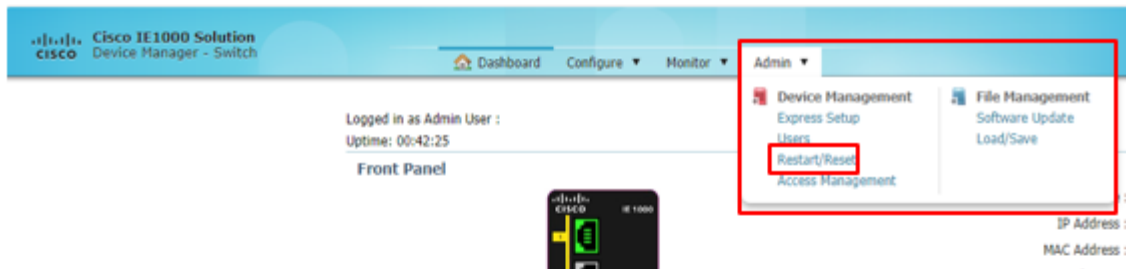 CISCO
Cisco IE1000 Solution
Device Manager - Switch
Dashboard Configure ▼ Monitor ▼ Admin ▼
Device Management
Express Setup
Users
Restart/Reset
Access Management
File Management
Software Update
Load/Save
Logged in as Admin User :
Uptime: 00:42:25
Front Panel
CISCO IE 1000
1
IP Address :
MAC Address :